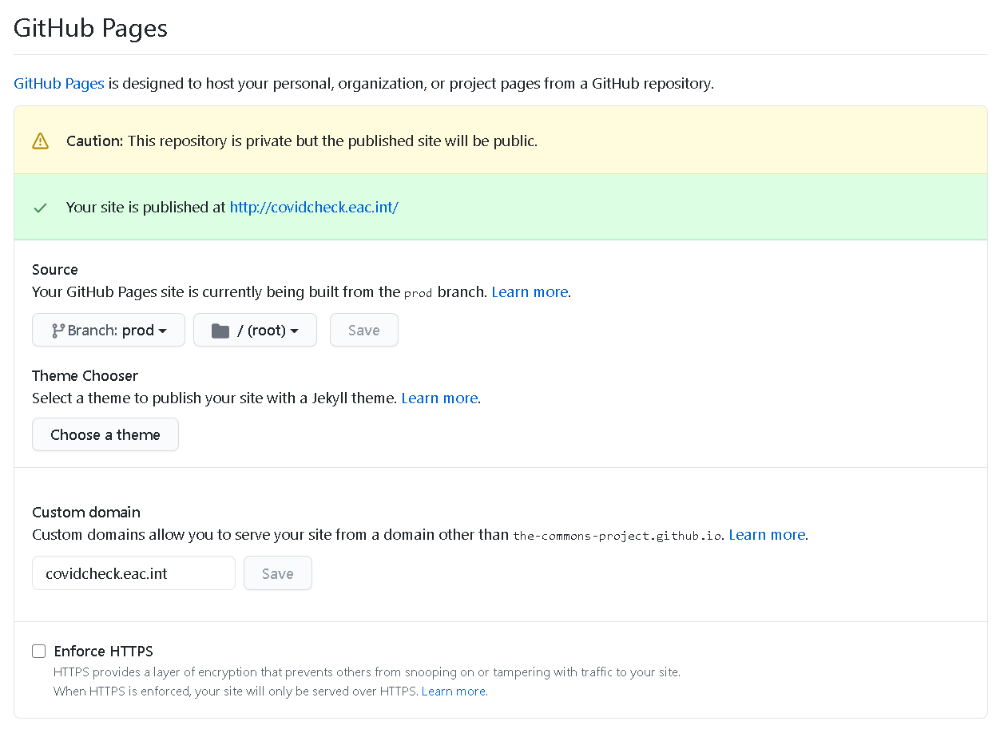 GitHub Pages
GitHub Pages is designed to host your personal, organization, or project pages from a GitHub repository.
Caution: This repository is private but the published site will be public.
Your site is published at http://covidcheck.eac.int/
Source
Your GitHub Pages site is currently being built from the prod branch. Learn more.
Branch: prod / (root) Save
Theme Chooser
Select a theme to publish your site with a Jekyll theme. Learn more.
Choose a theme
Custom domain
Custom domains allow you to serve your site from a domain other than the-commons-project.github.io. Learn more.
covidcheck.eac.int Save
Enforce HTTPS
HTTPS provides a layer of encryption that prevents others from snooping on or tampering with traffic to your site.
When HTTPS is enforced, your site will only be served over HTTPS. Learn more.